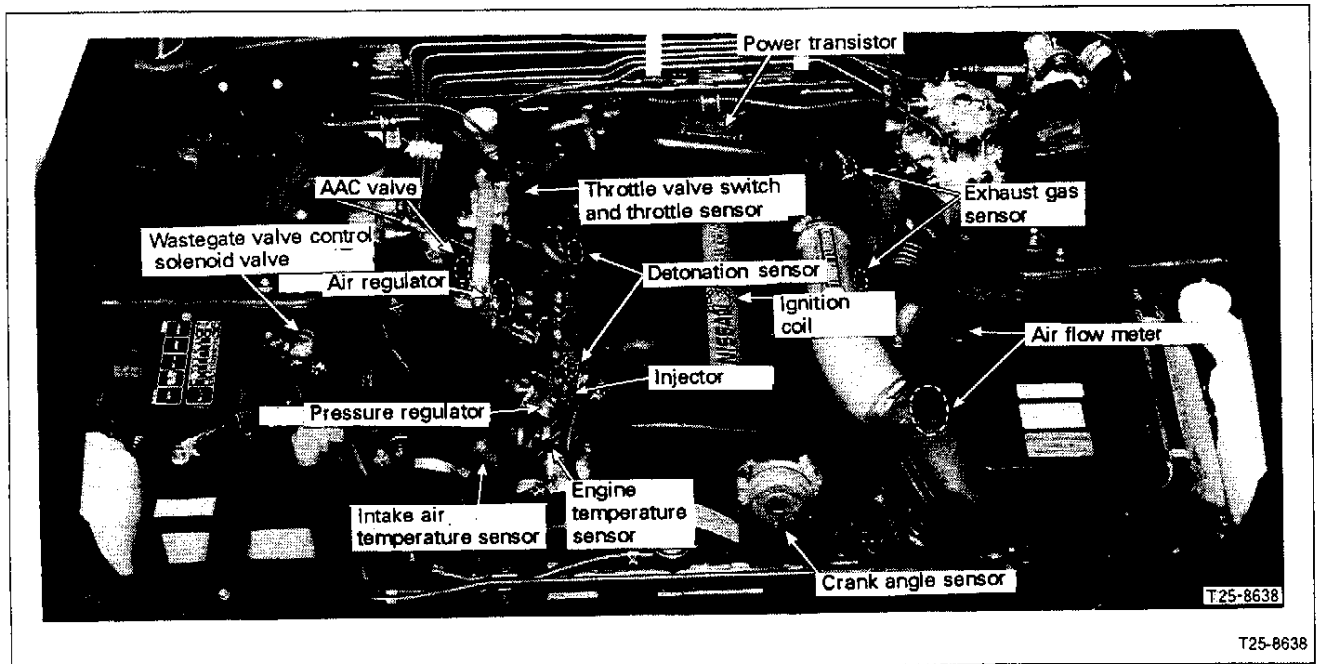 Power transistor
AAC valve
Throttle valve switch
and throttle sensor
Exhaust gas
sensor
Wastegate valve control
solenoid valve
Air regulator
Detonation sensor
Ignition
coil
Air flow meter
NISSAN
Injector
Pressure regulator
Intake air
temperature sensor
Engine
temperature
sensor
Crank angle sensor
T25-8638
T25-8638